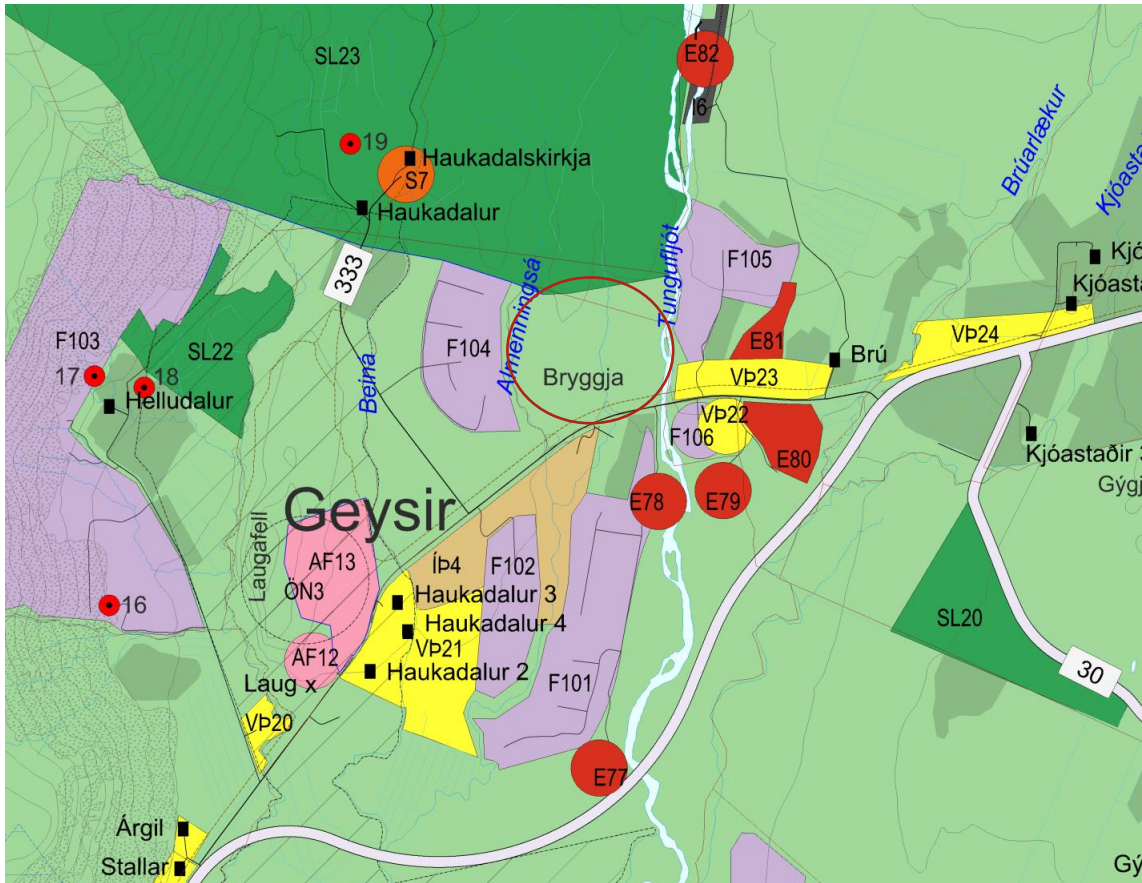 E82
SL23
I6
Brúarlækur
Kjóasta
19
Haukadalskirkja
S7
Haukadalur
333
F105
Kjó
Kjóasta
Almenningsá
Tungufljót
F103
SL22
F104
E81
VÞ24
17
18
Beiná
Bryggja
VÞ23
Brú
Helludalur
VÞ22
F106
E80
Kjóastaðir 3
Gýgj
Geysir
E78
E79
Laugafell
AF13
ÍÞ4
F102
ÖN3
16
Haukadalur 3
Haukadalur 4
SL20
VÞ21
AF12
Haukadalur 2
F101
30
Laug x
VÞ20
E77
Árgil
Stallar
Gý